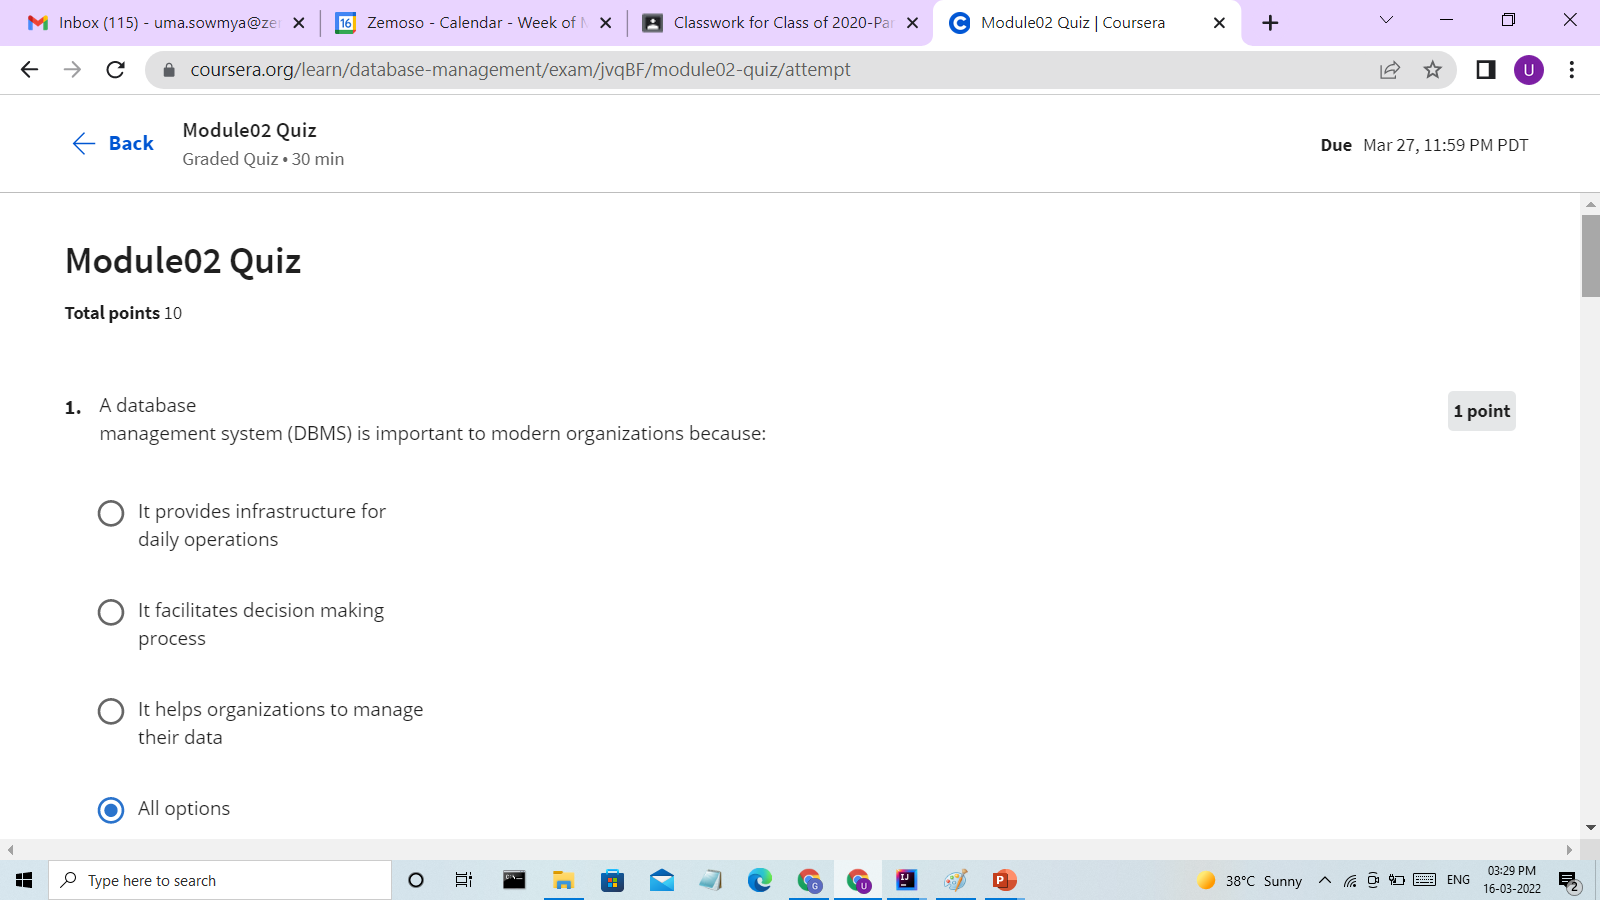 Inbox (115) - uma.sowmya@zer
Zemoso - Calendar - Week of M
Classwork for Class of 2020-Par
Module02 Quiz | Coursera
coursera.org/learn/database-management/exam/jvqBF/module02-quiz/attempt
U
Back
Module02 Quiz
Graded Quiz • 30 min
Due Mar 27, 11:59 PM PDT
Module02 Quiz
Total points 10
1. A database
management system (DBMS) is important to modern organizations because:
1 point
It provides infrastructure for
daily operations
It facilitates decision making
process
It helps organizations to manage
their data
All options
Type here to search
38°C Sunny
ENG
03:29 PM
16-03-2022
2